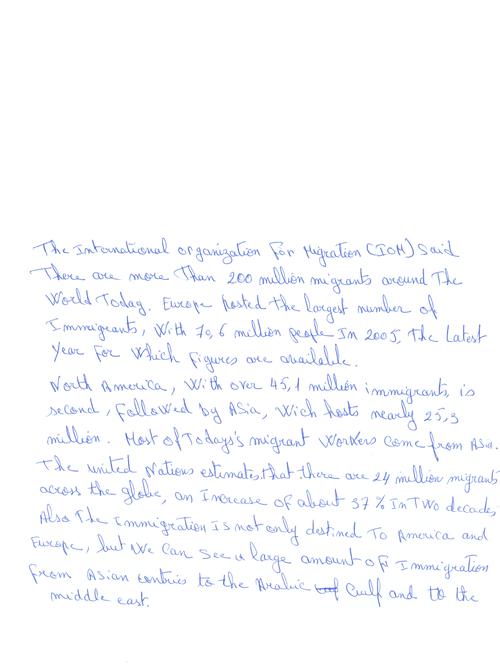 The International organization For Migration (IOM) Said
There are more Than 200 million migrants around The
World Today. Europe hosted The largest number of
Immigrants, With 70,6 million people In 2005, The Latest
Year For Which figures are available.
North America, With over 45,1 million immigrants, is
second, Followed by ASia, Wich hosts nearly 25,3
million. Most of Todays's migrant Workers come from ASia.
The united Nations estimates, that there are 24 million migrants
across the globe, an Increase of about 37 % In TWo decades,
Also The Immigration Is not only destined To America and
Europe, but We Can See a large amount of Immigration
From Asian contries to the Arabic Gulf and to the
middle east.